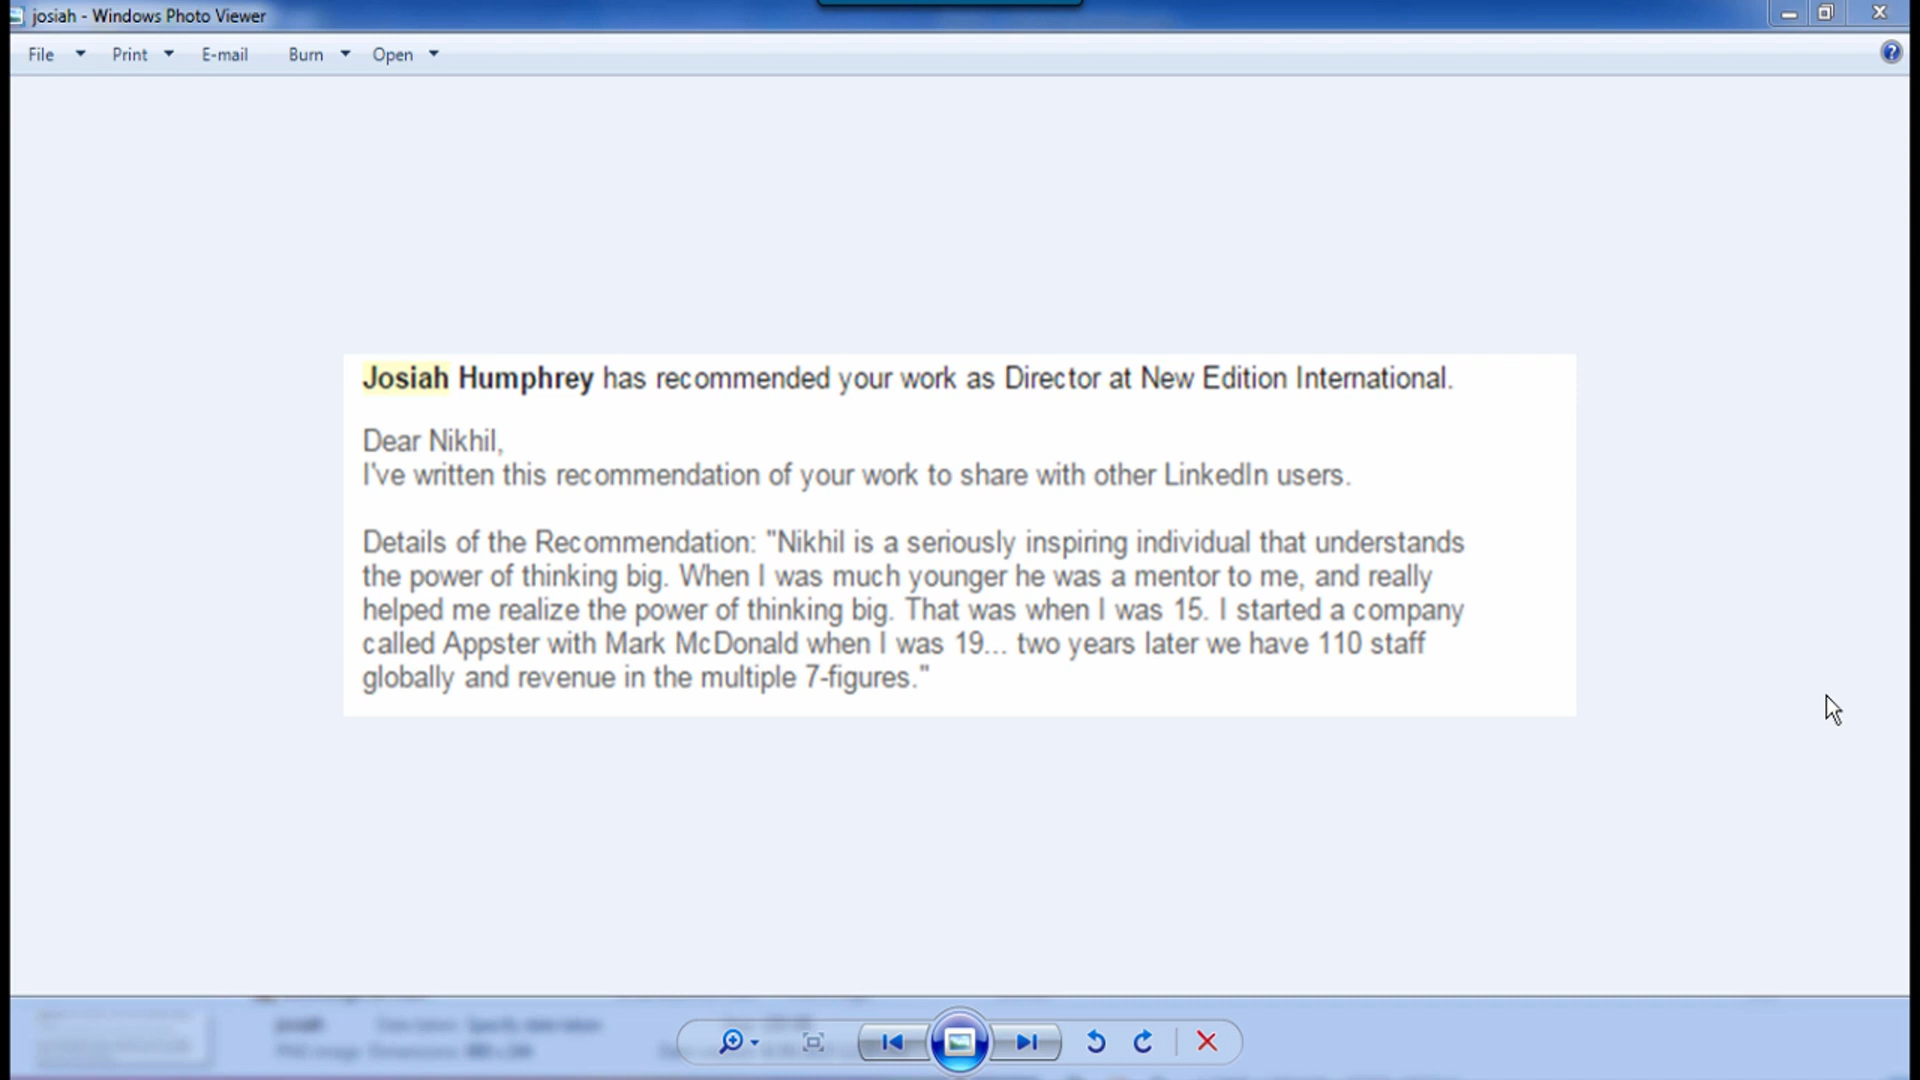 josiah - Windows Photo Viewer
File Print E-mail Burn Open
Josiah Humphrey has recommended your work as Director at New Edition International.
Dear Nikhil,
I've written this recommendation of your work to share with other LinkedIn users.
Details of the Recommendation: "Nikhil is a seriously inspiring individual that understands
the power of thinking big. When I was much younger he was a mentor to me, and really
helped me realize the power of thinking big. That was when I was 15. I started a company
called Appster with Mark McDonald when I was 19... two years later we have 110 staff
globally and revenue in the multiple 7-figures."